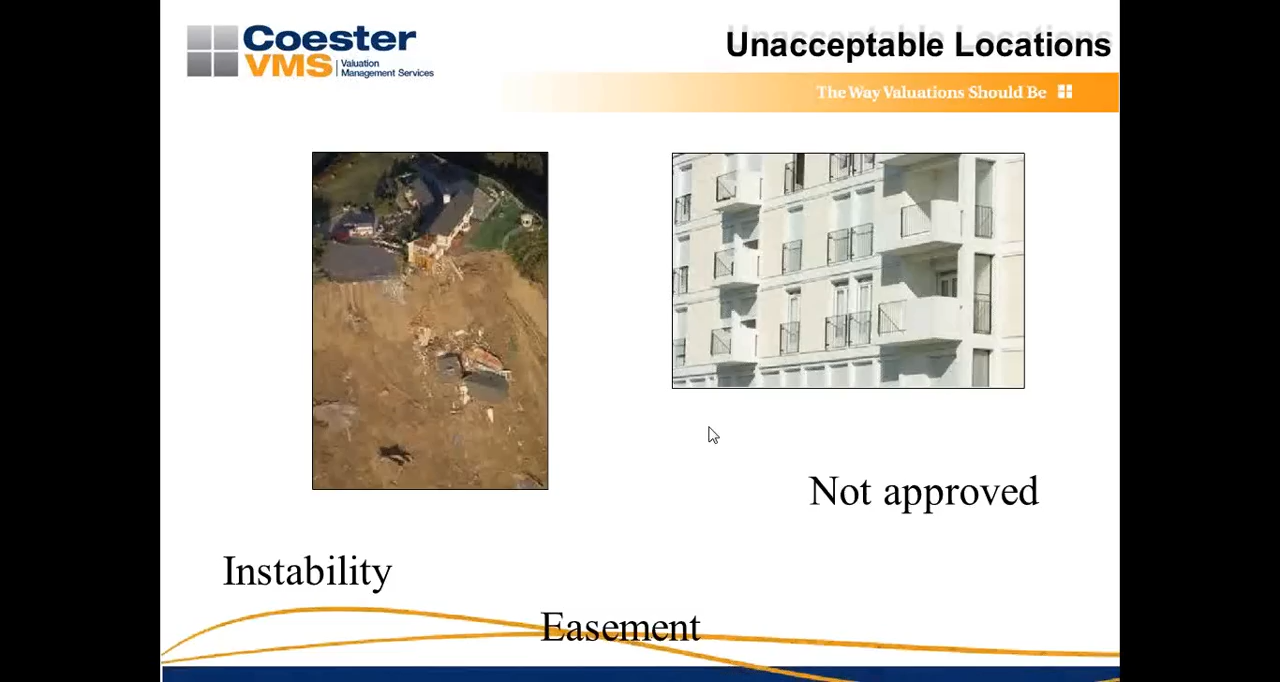 Coester
VMS
Valuation
Management Services
Unacceptable Locations
The Way Valuations Should Be
Not approved
Instability
Easement